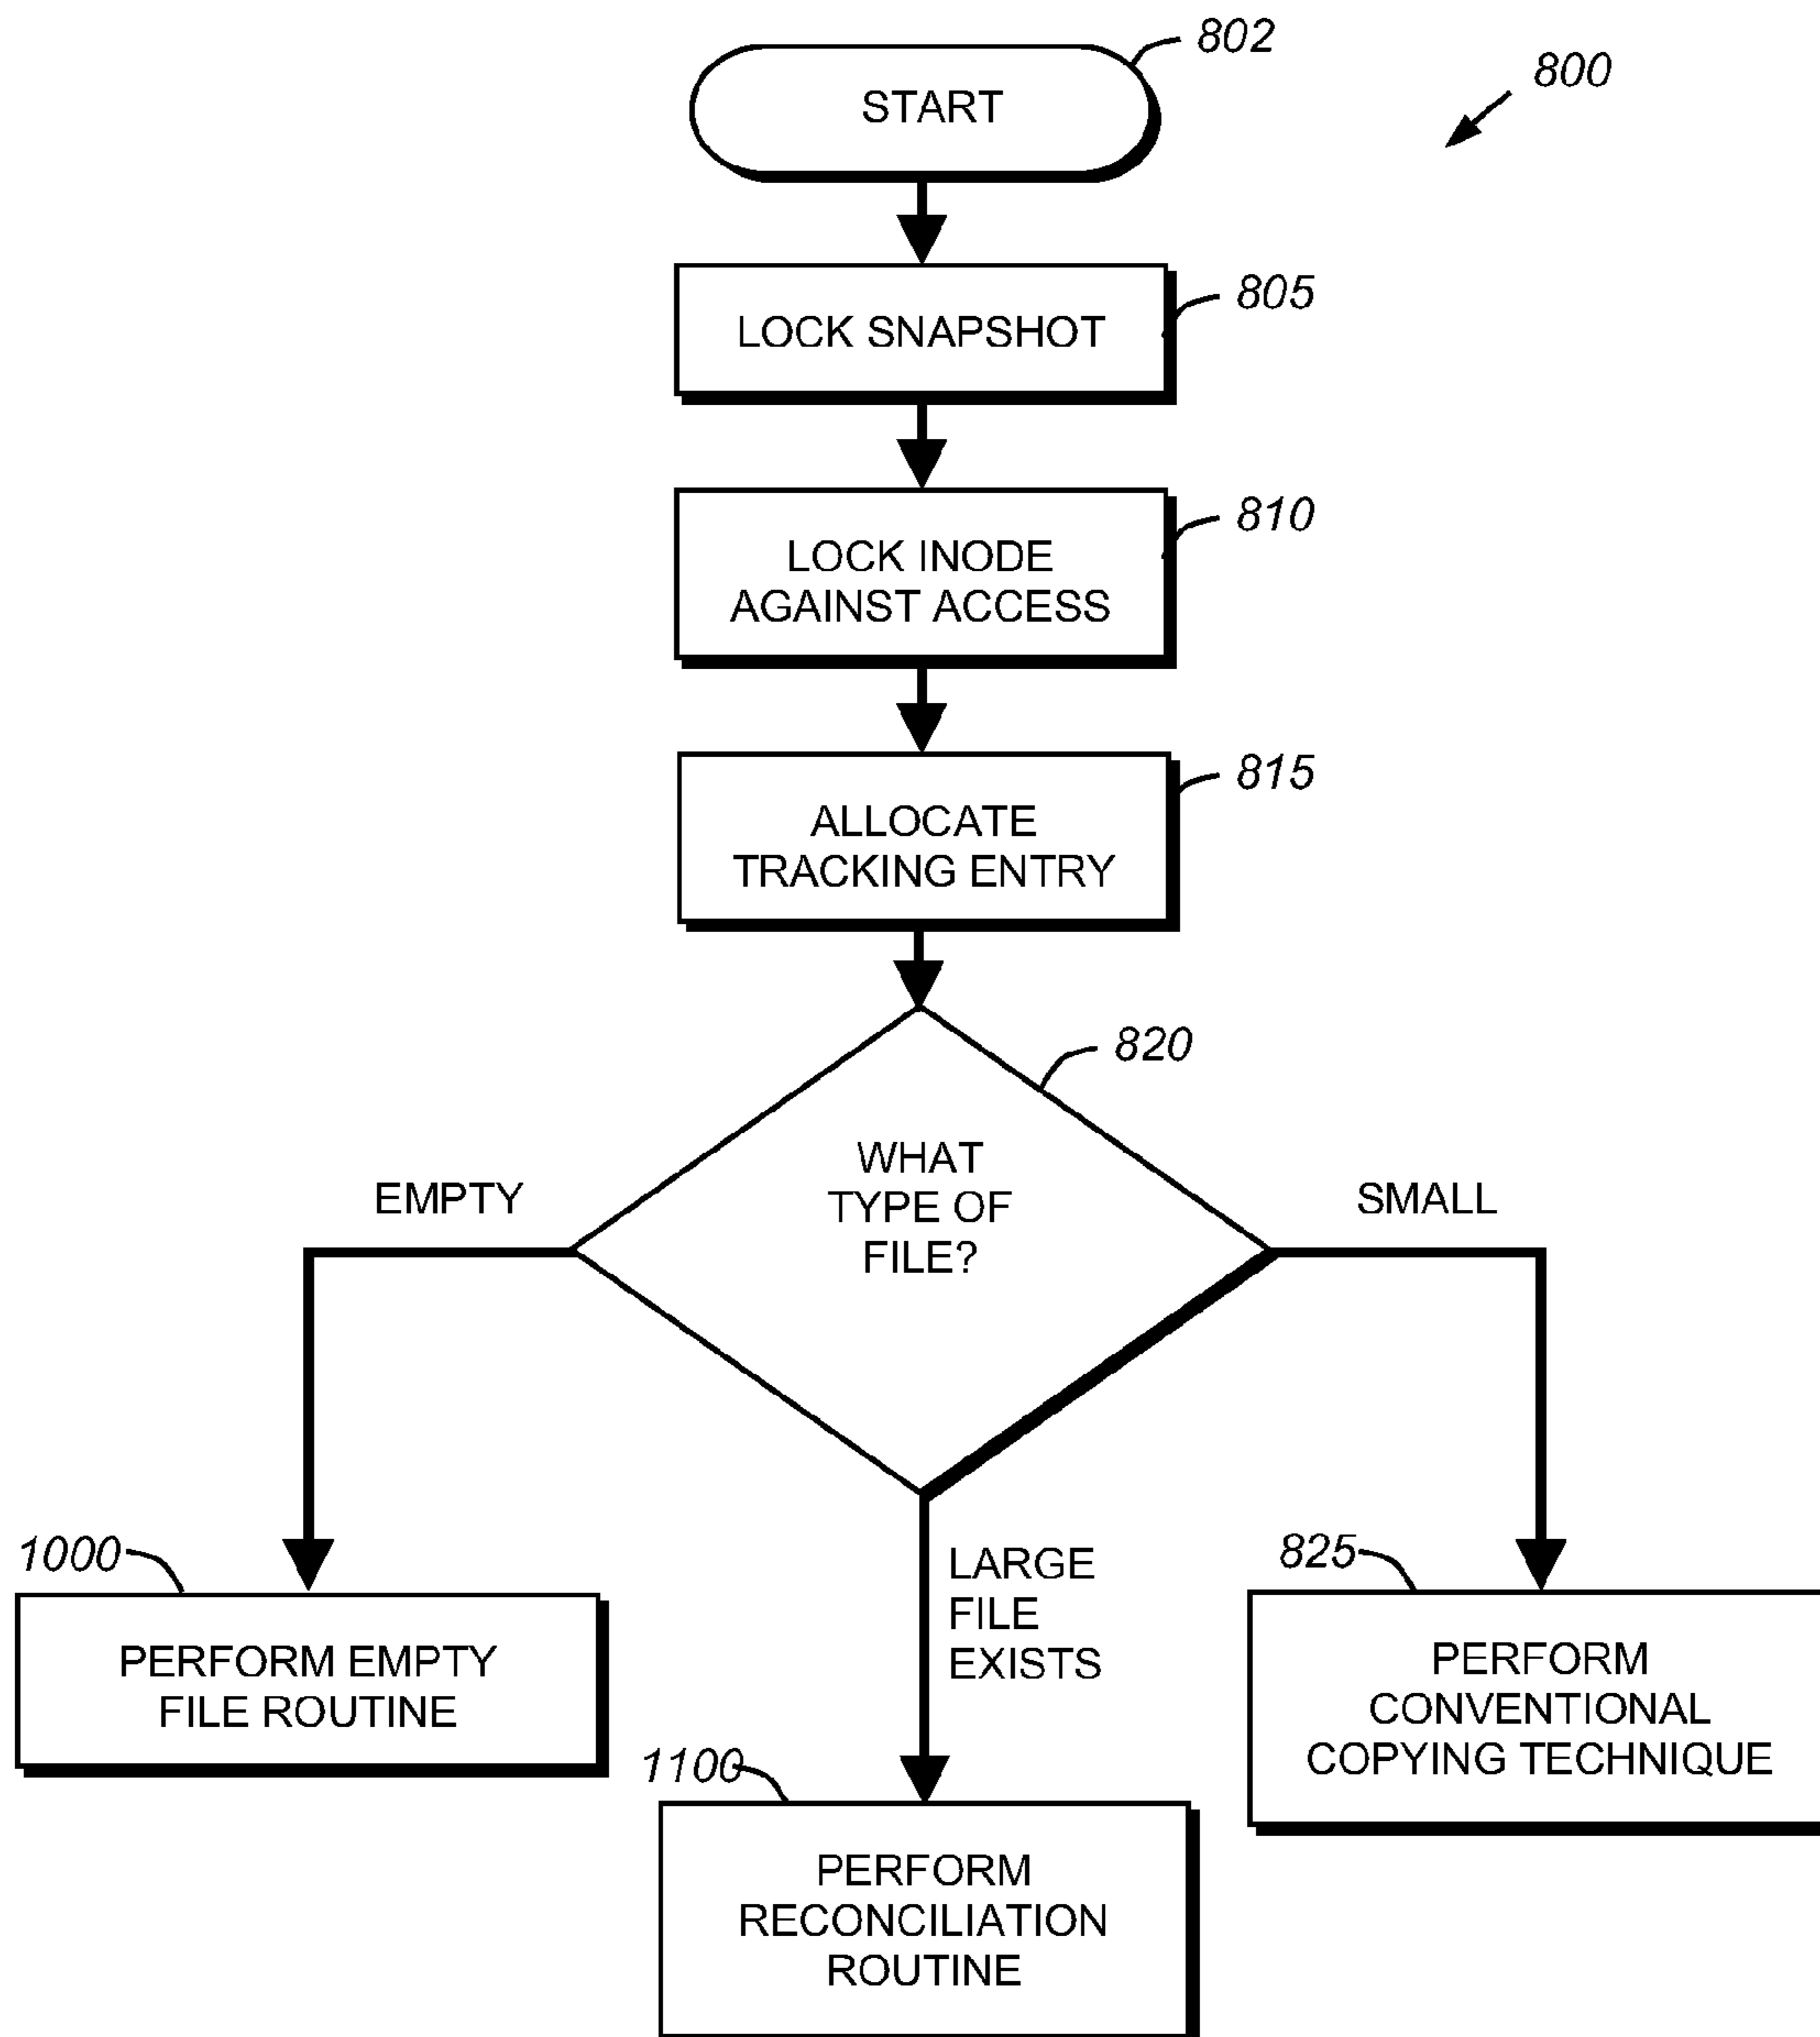 802
800
START
805
LOCK SNAPSHOT
810
LOCK INODE
AGAINST ACCESS
815
ALLOCATE
TRACKING ENTRY
820
WHAT
TYPE OF
FILE?
EMPTY
SMALL
1000
PERFORM EMPTY
FILE ROUTINE
LARGE
FILE
EXISTS
825
PERFORM
CONVENTIONAL
COPYING TECHNIQUE
1100
PERFORM
RECONCILIATION
ROUTINE